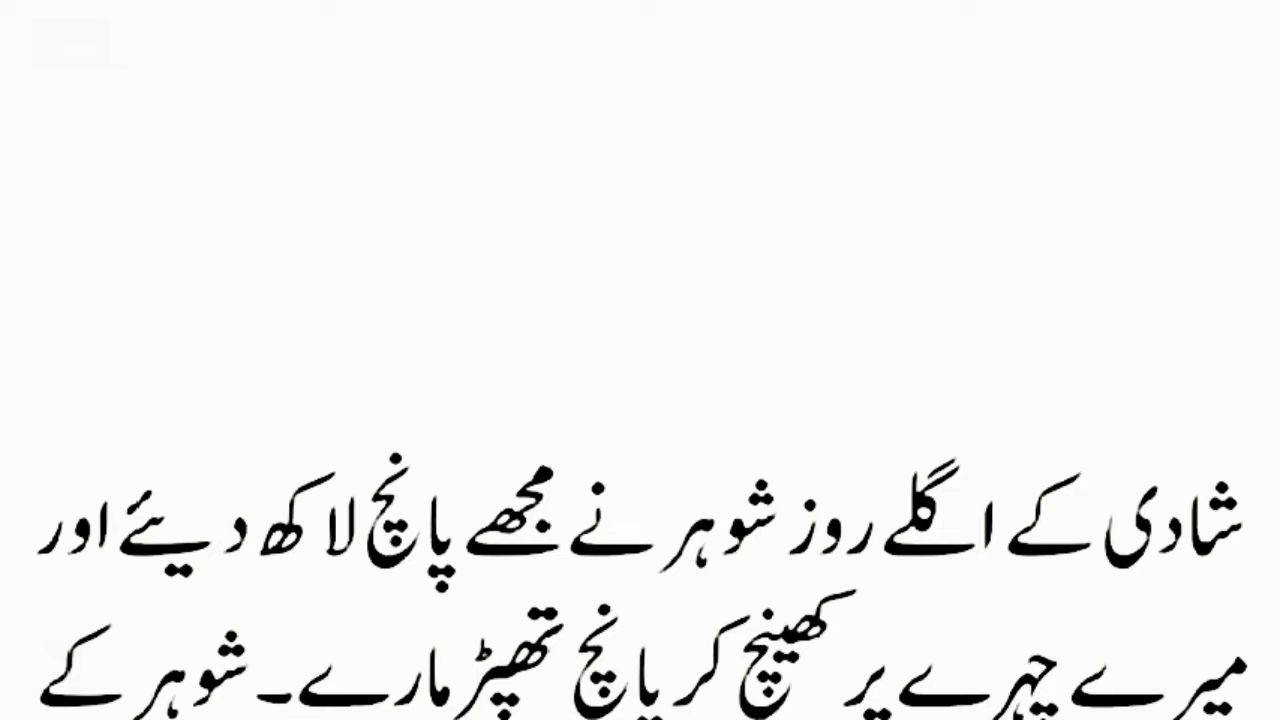 شادی کے اگلے روز شوہر نے مجھے پانچ لاکھ دیئے اور
میرے چہرے پر کھینچ کر پانچ تھپڑ مارے۔ شوہر کے